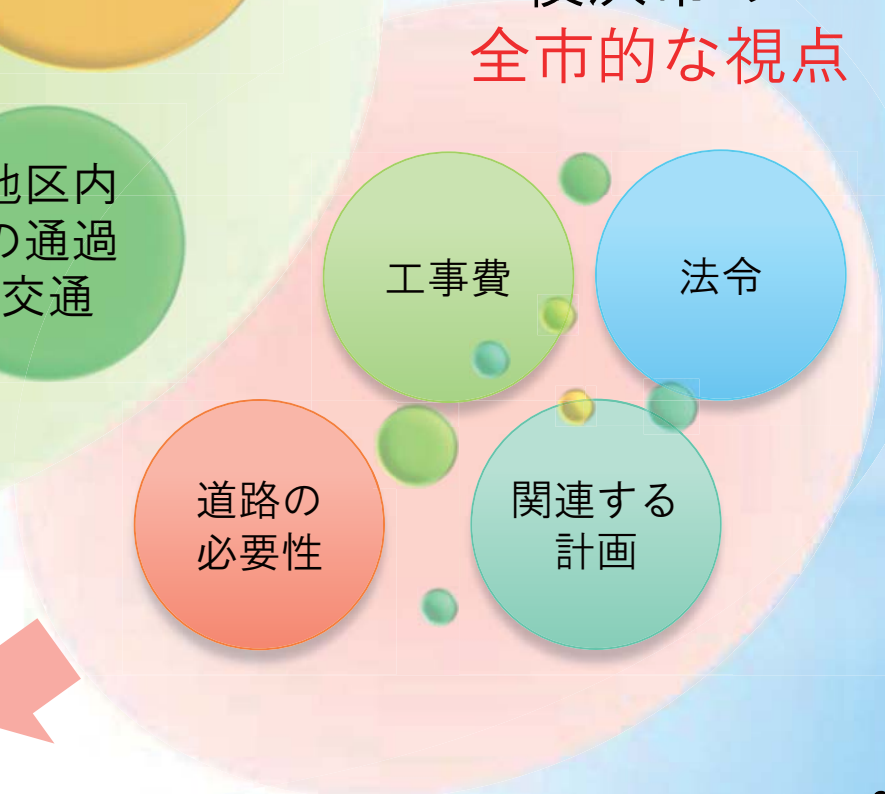 全市的な視点
地区内
の通過
交通
工事費
法令
道路の
必要性
関連する
計画